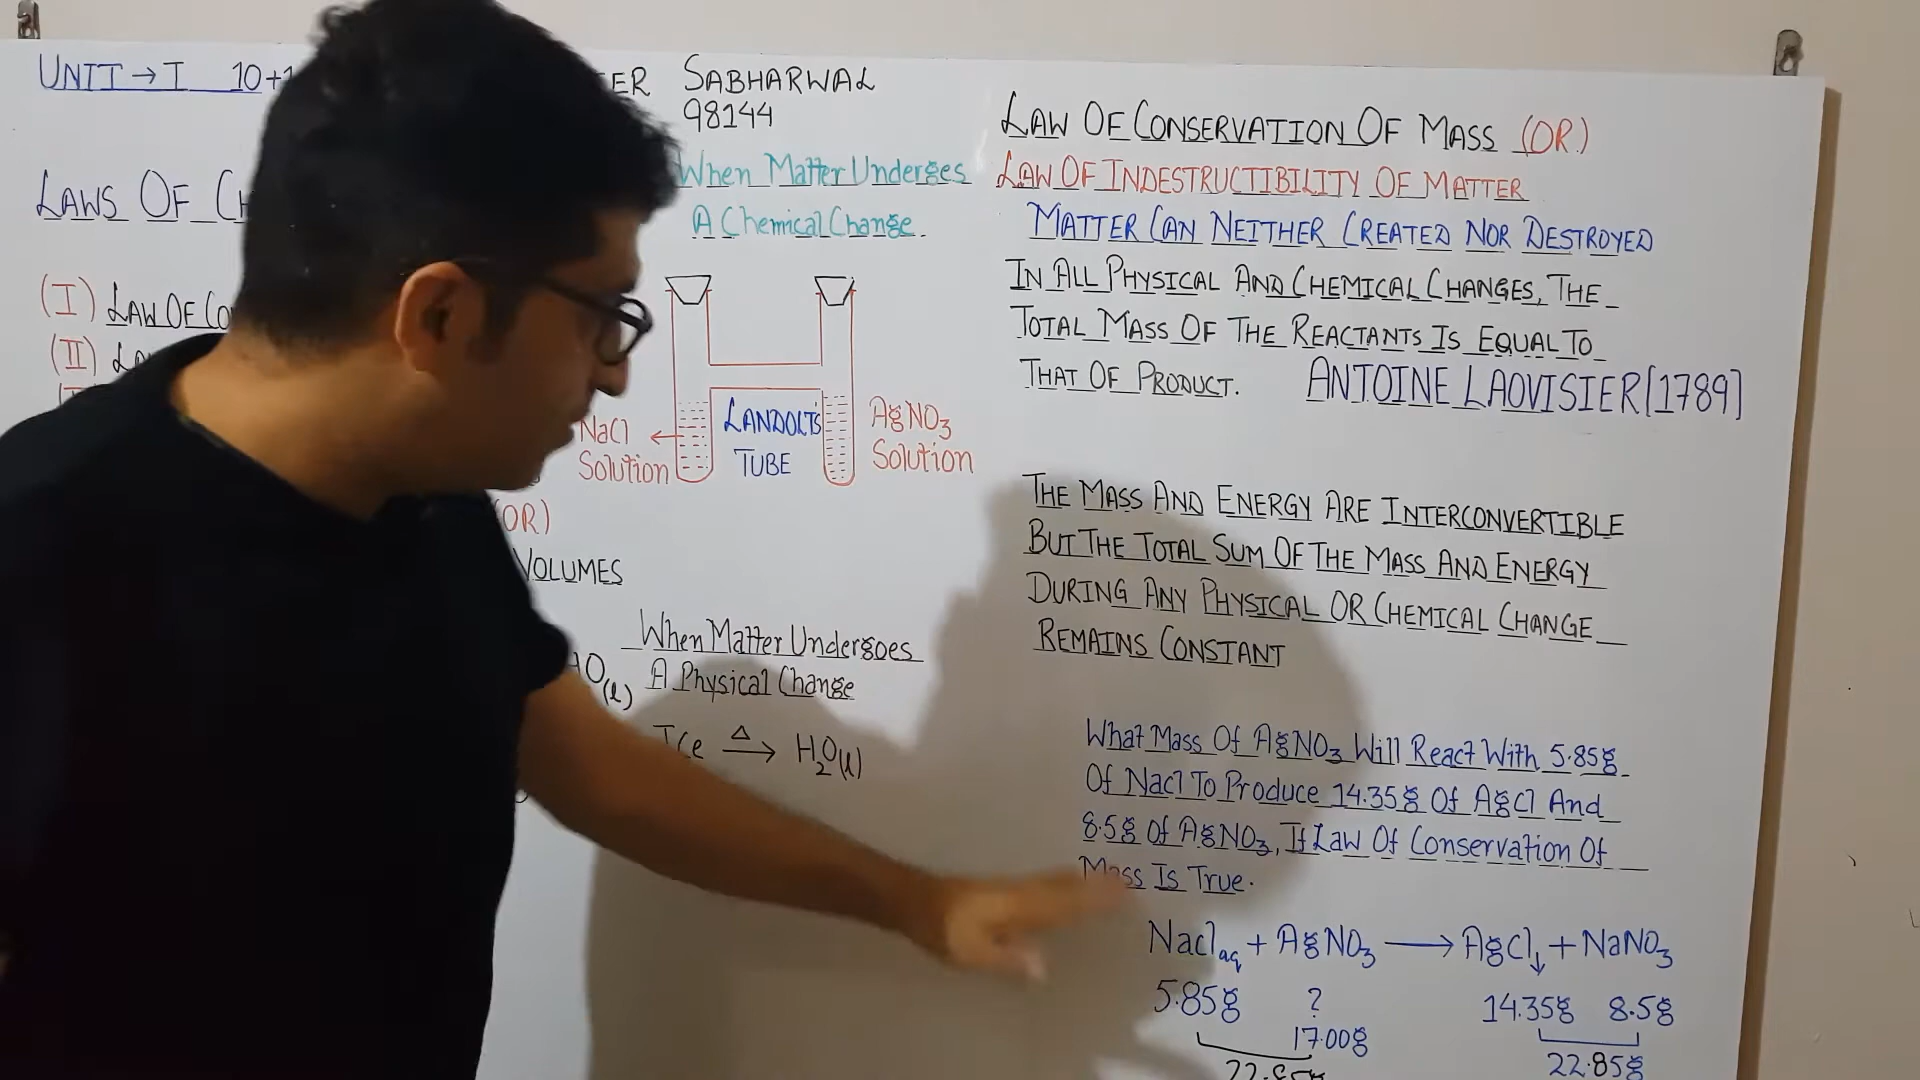 UNIT → I 10+1
ER SABHARWAL
98144
LAWS OF CH
(I) LAW OF CO
(II) LA
(OR)
VOLUMES
When Matter Underges
A Chemical Change.
NaCl
Solution
LANDOLT'S
TUBE
AgNO3
Solution
When Matter Undergoes
A Physical Change
O(l)
Ice Δ → H2O(l)
LAW OF CONSERVATION OF MASS (OR)
LAW OF INDESTRUCTIBILITY OF MATTER
MATTER CAN NEITHER CREATED NOR DESTROYED
IN ALL PHYSICAL AND CHEMICAL CHANGES, THE
TOTAL MASS OF THE REACTANTS IS EQUAL TO
THAT OF PRODUCT. ANTOINE LAOVISIER [1789]
THE MASS AND ENERGY ARE INTERCONVERTIBLE
BUT THE TOTAL SUM OF THE MASS AND ENERGY
DURING ANY PHYSICAL OR CHEMICAL CHANGE
REMAINS CONSTANT
What Mass Of AgNO3 Will React With 5.85g
Of Nacl To Produce 14.35g Of AgCl And
8.5g Of AgNO3, If Law Of Conservation Of
Mass Is True.
Naclaq + AgNO3 → AgCl↓ + NaNO3
5.85g ? 14.35g 8.5g
17.00g
22.85g